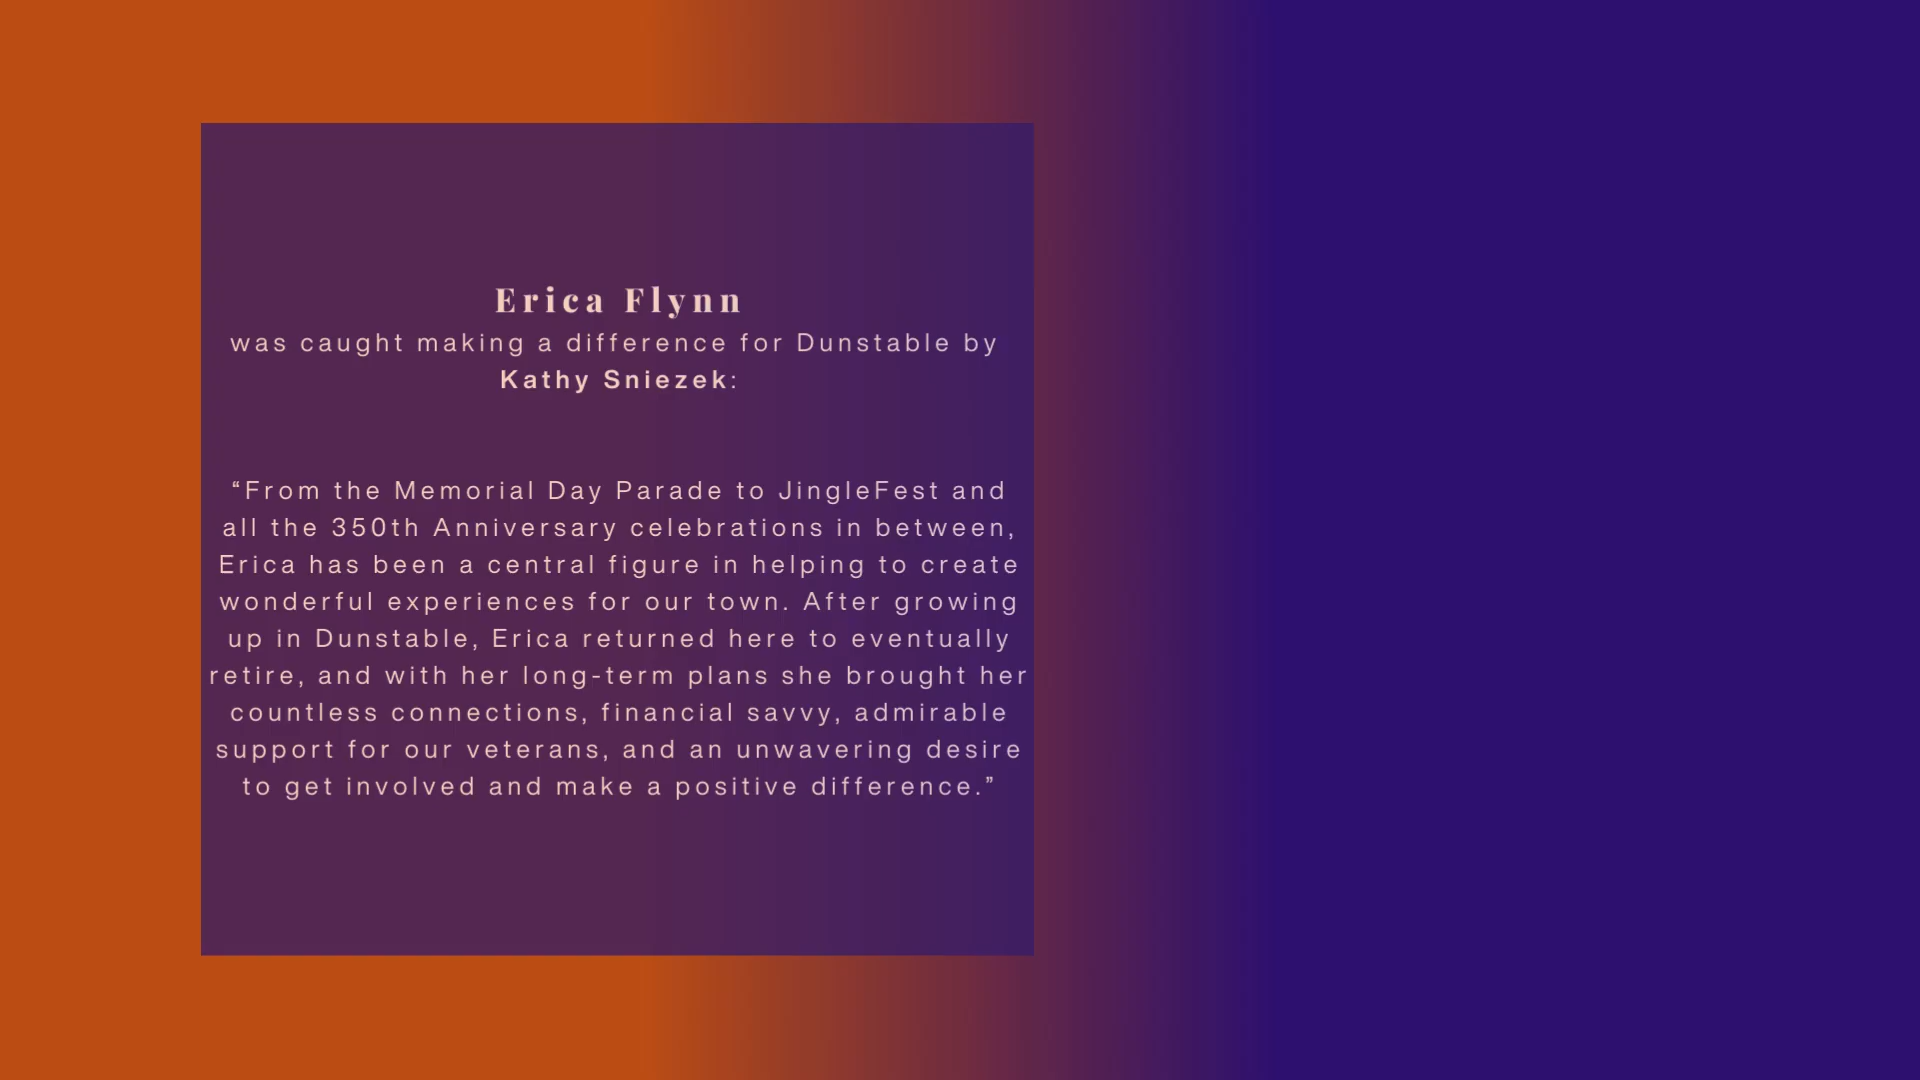 Erica Flynn
was caught making a difference for Dunstable by
Kathy Sniezek:
“From the Memorial Day Parade to JingleFest and
all the 350th Anniversary celebrations in between,
Erica has been a central figure in helping to create
wonderful experiences for our town. After growing
up in Dunstable, Erica returned here to eventually
retire, and with her long-term plans she brought her
countless connections, financial savvy, admirable
support for our veterans, and an unwavering desire
to get involved and make a positive difference.”